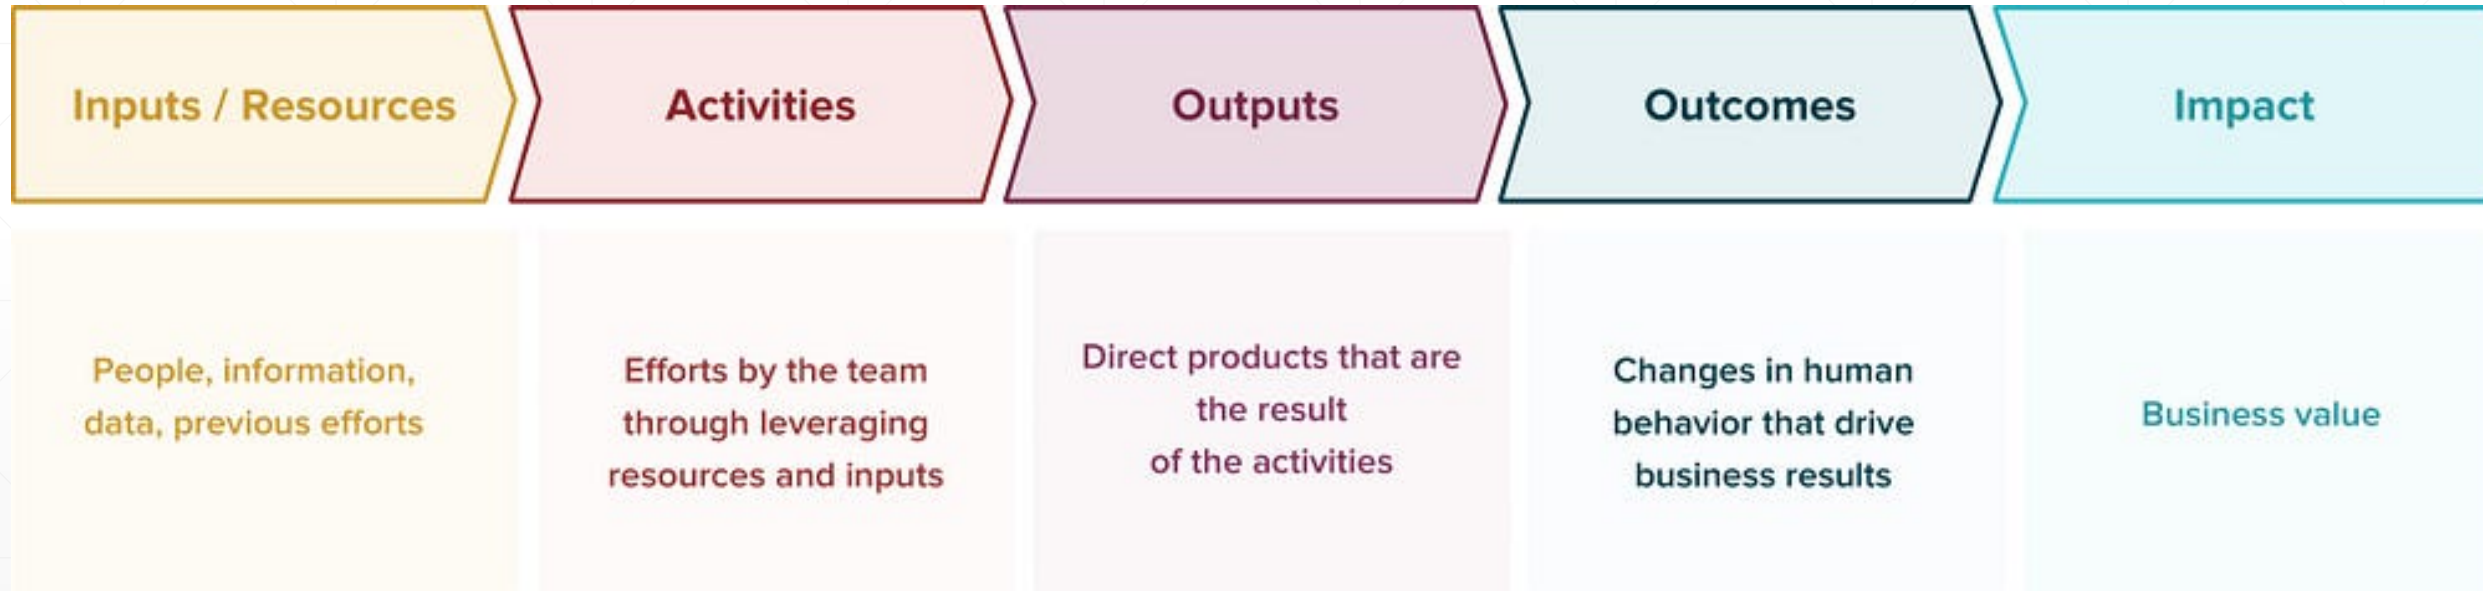 Inputs / Resources
Activities
Outputs
Outcomes
Impact
People, information,
data, previous efforts
Efforts by the team
through leveraging
resources and inputs
Direct products that are
the result
of the activities
Changes in human
behavior that drive
business results
Business value